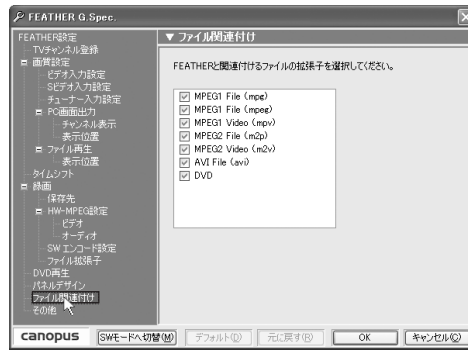 FEATHER G.Spec.
FEATHER設定
TVチャンネル登録
画質設定
ビデオ入力設定
Sビデオ入力設定
チューナー入力設定
PC画面出力
チャンネル表示
表示位置
ファイル再生
表示位置
タイムシフト
録画
保存先
HW-MPEG設定
ビデオ
オーディオ
SWエンコード設定
ファイル拡張子
DVD再生
パネルデザイン
ファイル関連付け
その他
▼ ファイル関連付け
FEATHERと関連付けるファイルの拡張子を選択してください。
MPEG1 File (mpg)
MPEG1 File (mpeg)
MPEG1 Video (mpv)
MPEG2 File (m2p)
MPEG2 Video (m2v)
AVI File (avi)
DVD
canopus
SWモードへ切替(M)
デフォルト(D)
元に戻す(R)
OK
キャンセル(C)